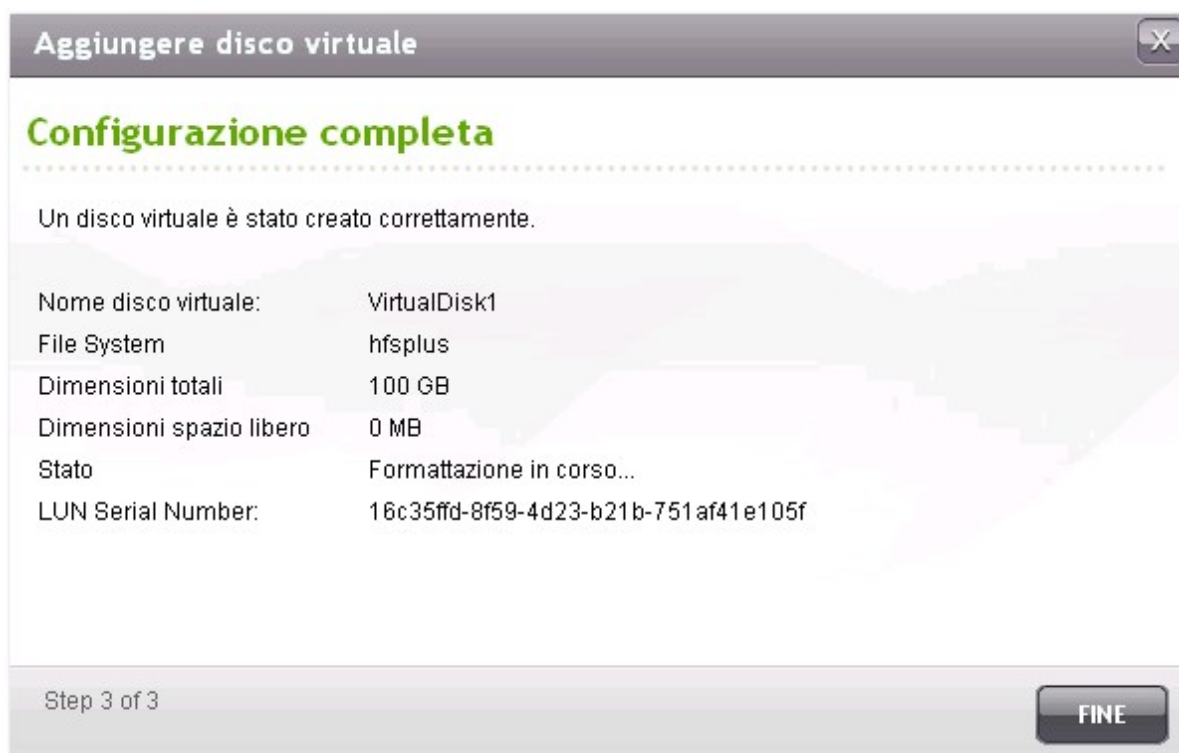 Aggiungere disco virtuale
X
Configurazione completa
Un disco virtuale è stato creato correttamente.
Nome disco virtuale: VirtualDisk1
File System hfsplus
Dimensioni totali 100 GB
Dimensioni spazio libero 0 MB
Stato Formattazione in corso...
LUN Serial Number: 16c35ffd-8f59-4d23-b21b-751af41e105f
Step 3 of 3
FINE